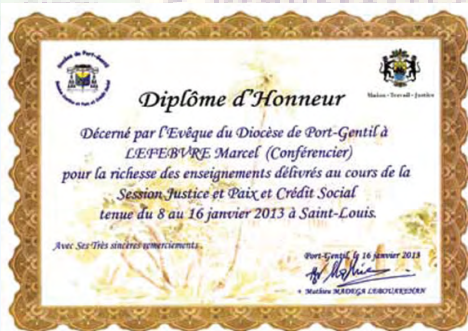 Union - Travail - Justice
Diplôme d'Honneur
Décerné par l'Evêque du Diocèse de Port-Gentil à
LEFEBVRE Marcel (Conférencier)
pour la richesse des enseignements délivrés au cours de la
Session Justice et Paix et Crédit Social
tenue du 8 au 16 janvier 2013 à Saint-Louis.
Avec Ses Très sincères remerciements.
Port-Gentil, le 16 janvier 2013
+ Mathieu MADEGA LEBOUAKEHAN